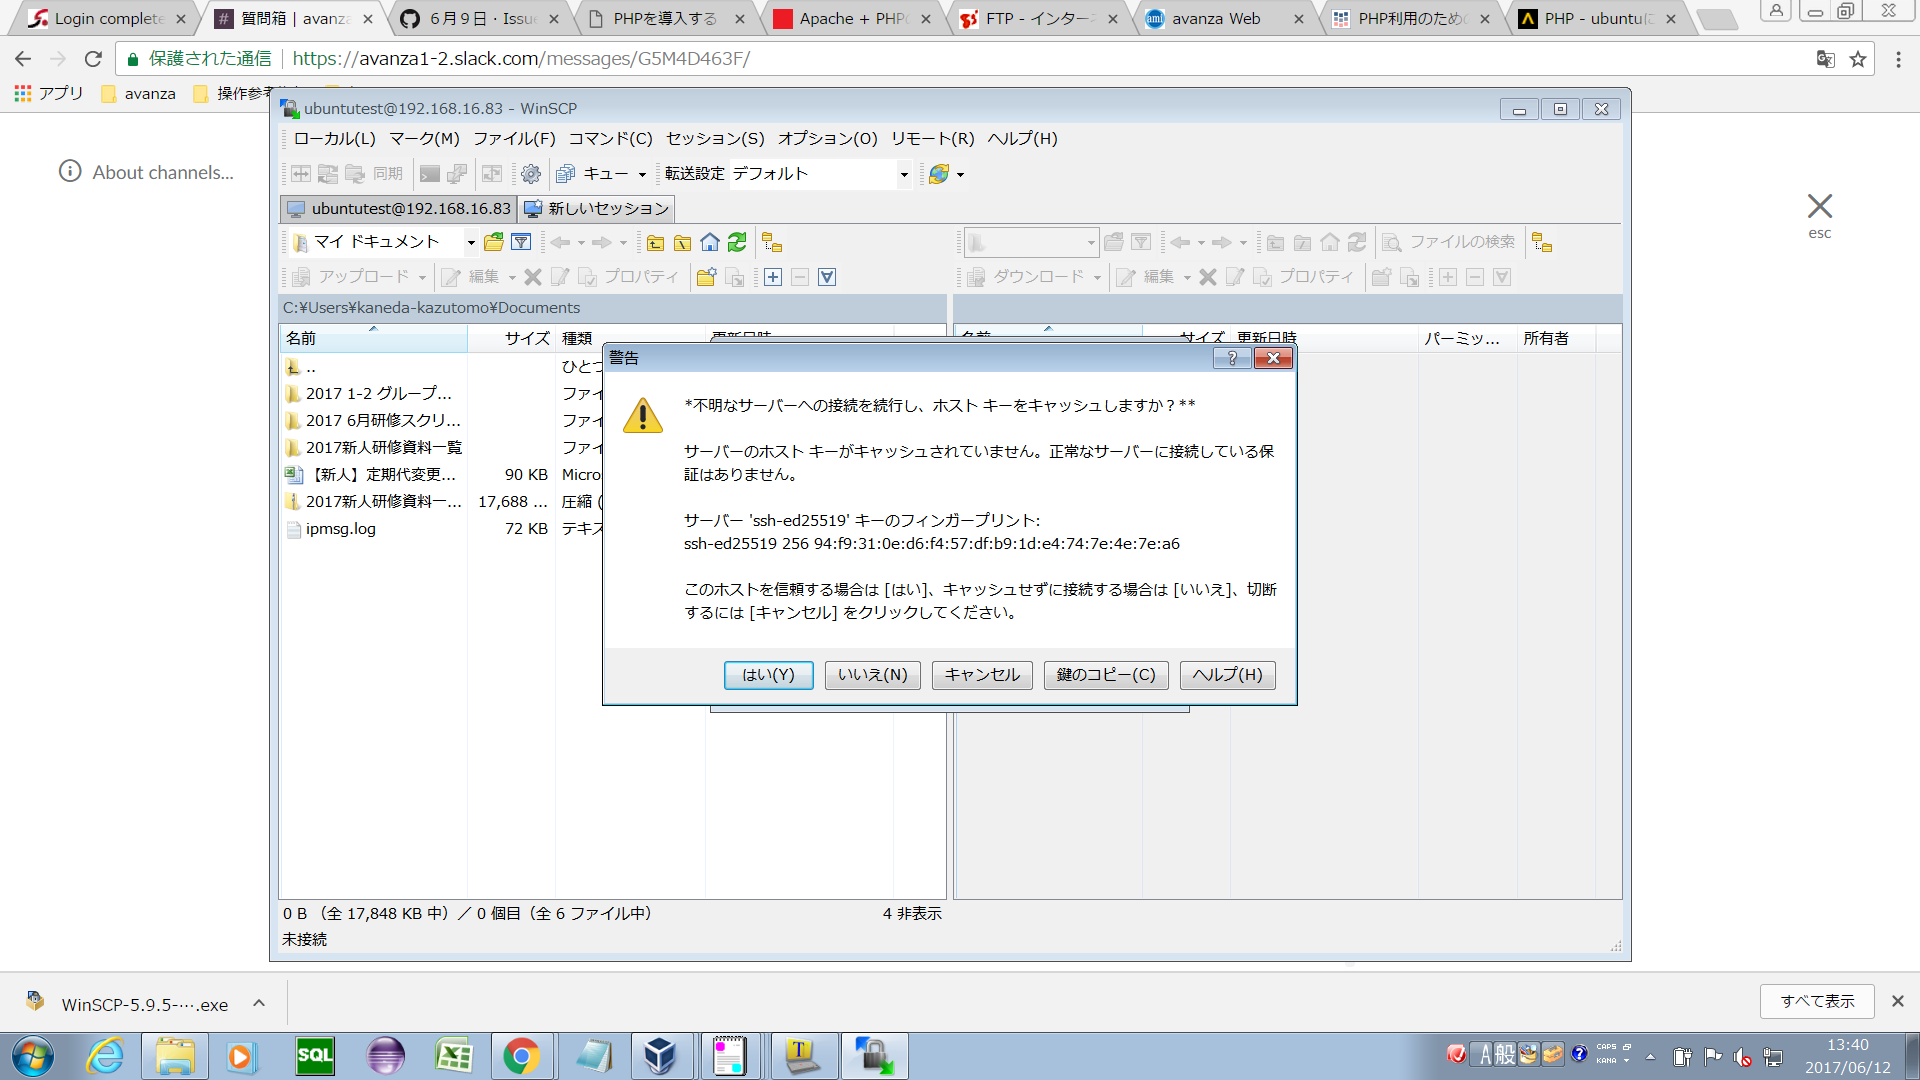 Login complete
質問箱 | avanza
6月9日・Issue
PHPを導入する
Apache + PHP
FTP - インター
avanza Web
PHP利用のため
PHP - ubuntuに
保護された通信
https://avanza1-2.slack.com/messages/G5M4D463F/
アプリ
avanza
操作参考
ubuntutest@192.168.16.83 - WinSCP
ローカル(L) マーク(M) ファイル(F) コマンド(C) セッション(S) オプション(O) リモート(R) ヘルプ(H)
About channels...
同期
キュー
転送設定 デフォルト
esc
ubuntutest@192.168.16.83
新しいセッション
マイ ドキュメント
ファイルの検索
アップロード
編集
プロパティ
ダウンロード
編集
プロパティ
C:¥Users¥kaneda-kazutomo¥Documents
名前 サイズ 種類 更新日時
名前 サイズ 更新日時 パーミッ... 所有者
.. ひとつ
2017 1-2 グループ... ファイ
2017 6月研修スクリ... ファイ
2017新人研修資料一覧 ファイ
【新人】定期代変更... 90 KB Micro
2017新人研修資料一... 17,688 ... 圧縮 (
ipmsg.log 72 KB テキス
警告
*不明なサーバーへの接続を続行し、ホスト キーをキャッシュしますか？**
サーバーのホスト キーがキャッシュされていません。正常なサーバーに接続している保
証はありません。
サーバー 'ssh-ed25519' キーのフィンガープリント:
ssh-ed25519 256 94:f9:31:0e:d6:f4:57:df:b9:1d:e4:74:7e:4e:7e:a6
このホストを信頼する場合は [はい]、キャッシュせずに接続する場合は [いいえ]、切断
するには [キャンセル] をクリックしてください。
はい(Y)
いいえ(N)
キャンセル
鍵のコピー(C)
ヘルプ(H)
0 B （全 17,848 KB 中）／ 0 個目（全 6 ファイル中）
4 非表示
未接続
WinSCP-5.9.5-....exe
すべて表示
SQL
A般
CAPS
KANA
13:40
2017/06/12